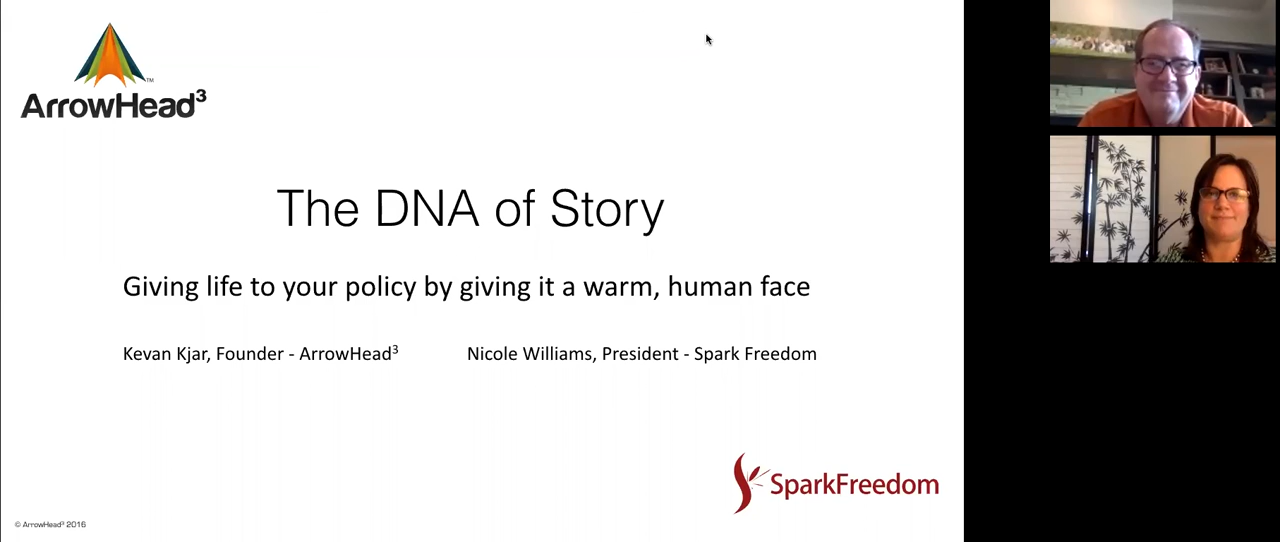 ArrowHead³
™
The DNA of Story
Giving life to your policy by giving it a warm, human face
Kevan Kjar, Founder - ArrowHead³
Nicole Williams, President - Spark Freedom
SparkFreedom
© ArrowHead³ 2016